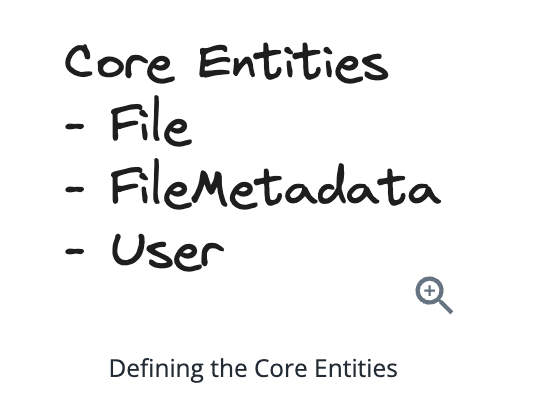 Core Entities
- File
- FileMetadata
- User
Defining the Core Entities